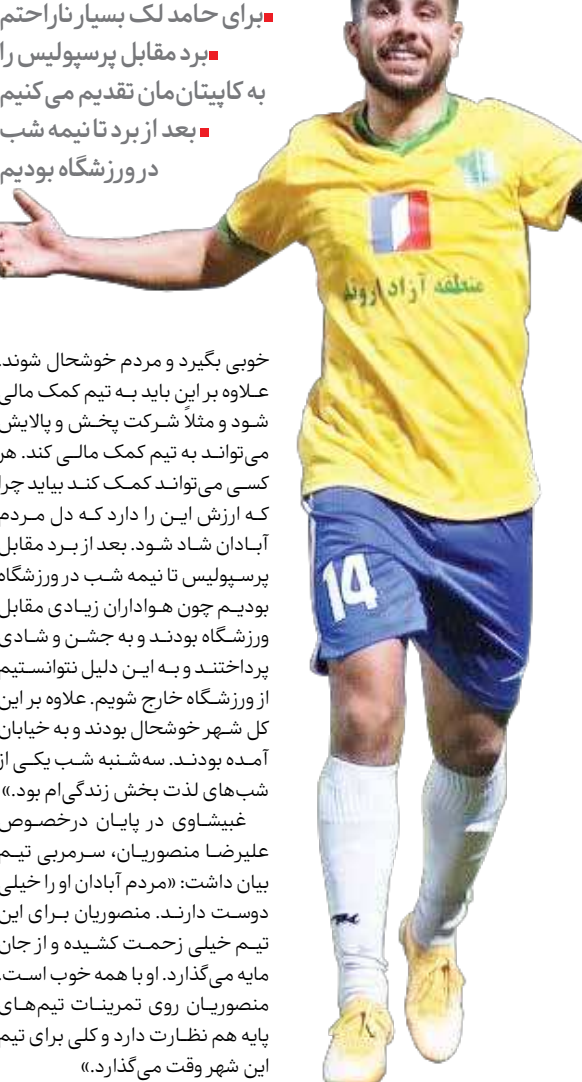 برای حامد لک بسیار ناراحتم
برد مقابل پرسپولیس را
به کاپیتان‌مان تقدیم می‌کنیم
بعد از برد تا نیمه شب
در ورزشگاه بودیم
منطقه آزاد اروند
14
خوبی بگیرد و مردم خوشحال شوند.
علاوه بر این باید به تیم کمک مالی
شود و مثلاً شرکت پخش و پالایش
می‌تواند به تیم کمک مالی کند. هر
کسی می‌تواند کمک کند بیاید چرا
که ارزش این را دارد که دل مردم
آبادان شاد شود. بعد از برد مقابل
پرسپولیس تا نیمه شب در ورزشگاه
بودیم چون هواداران زیادی مقابل
ورزشگاه بودند و به جشن و شادی
پرداختند و به این دلیل نتوانستیم
از ورزشگاه خارج شویم. علاوه بر این
کل شهر خوشحال بودند و به خیابان
آمده بودند. سه‌شنبه شب یکی از
شب‌های لذت بخش زندگی‌ام بود.»
غبیشاوی در پایان درخصوص
علیرضا منصوریان، سرمربی تیم
بیان داشت: «مردم آبادان او را خیلی
دوست دارند. منصوریان برای این
تیم خیلی زحمت کشیده و از جان
مایه می‌گذارد. او با همه خوب است.
منصوریان روی تمرینات تیم‌های
پایه هم نظارت دارد و کلی برای تیم
این شهر وقت می‌گذارد.»